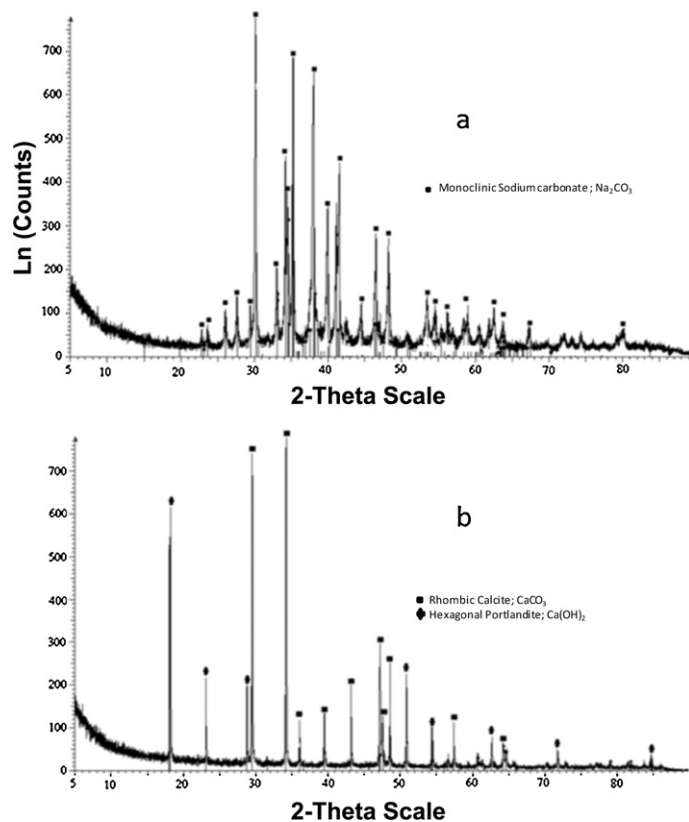 700
600
500
400
300
200
100
0
Ln (Counts)
a
■ Monoclinic Sodium carbonate ; Na₂CO₃
5 10 20 30 40 50 60 70 80
2-Theta Scale
700
600
500
400
300
200
100
0
b
■ Rhombic Calcite; CaCO₃
⧫ Hexagonal Portlandite; Ca(OH)₂
5 10 20 30 40 50 60 70 80
2-Theta Scale